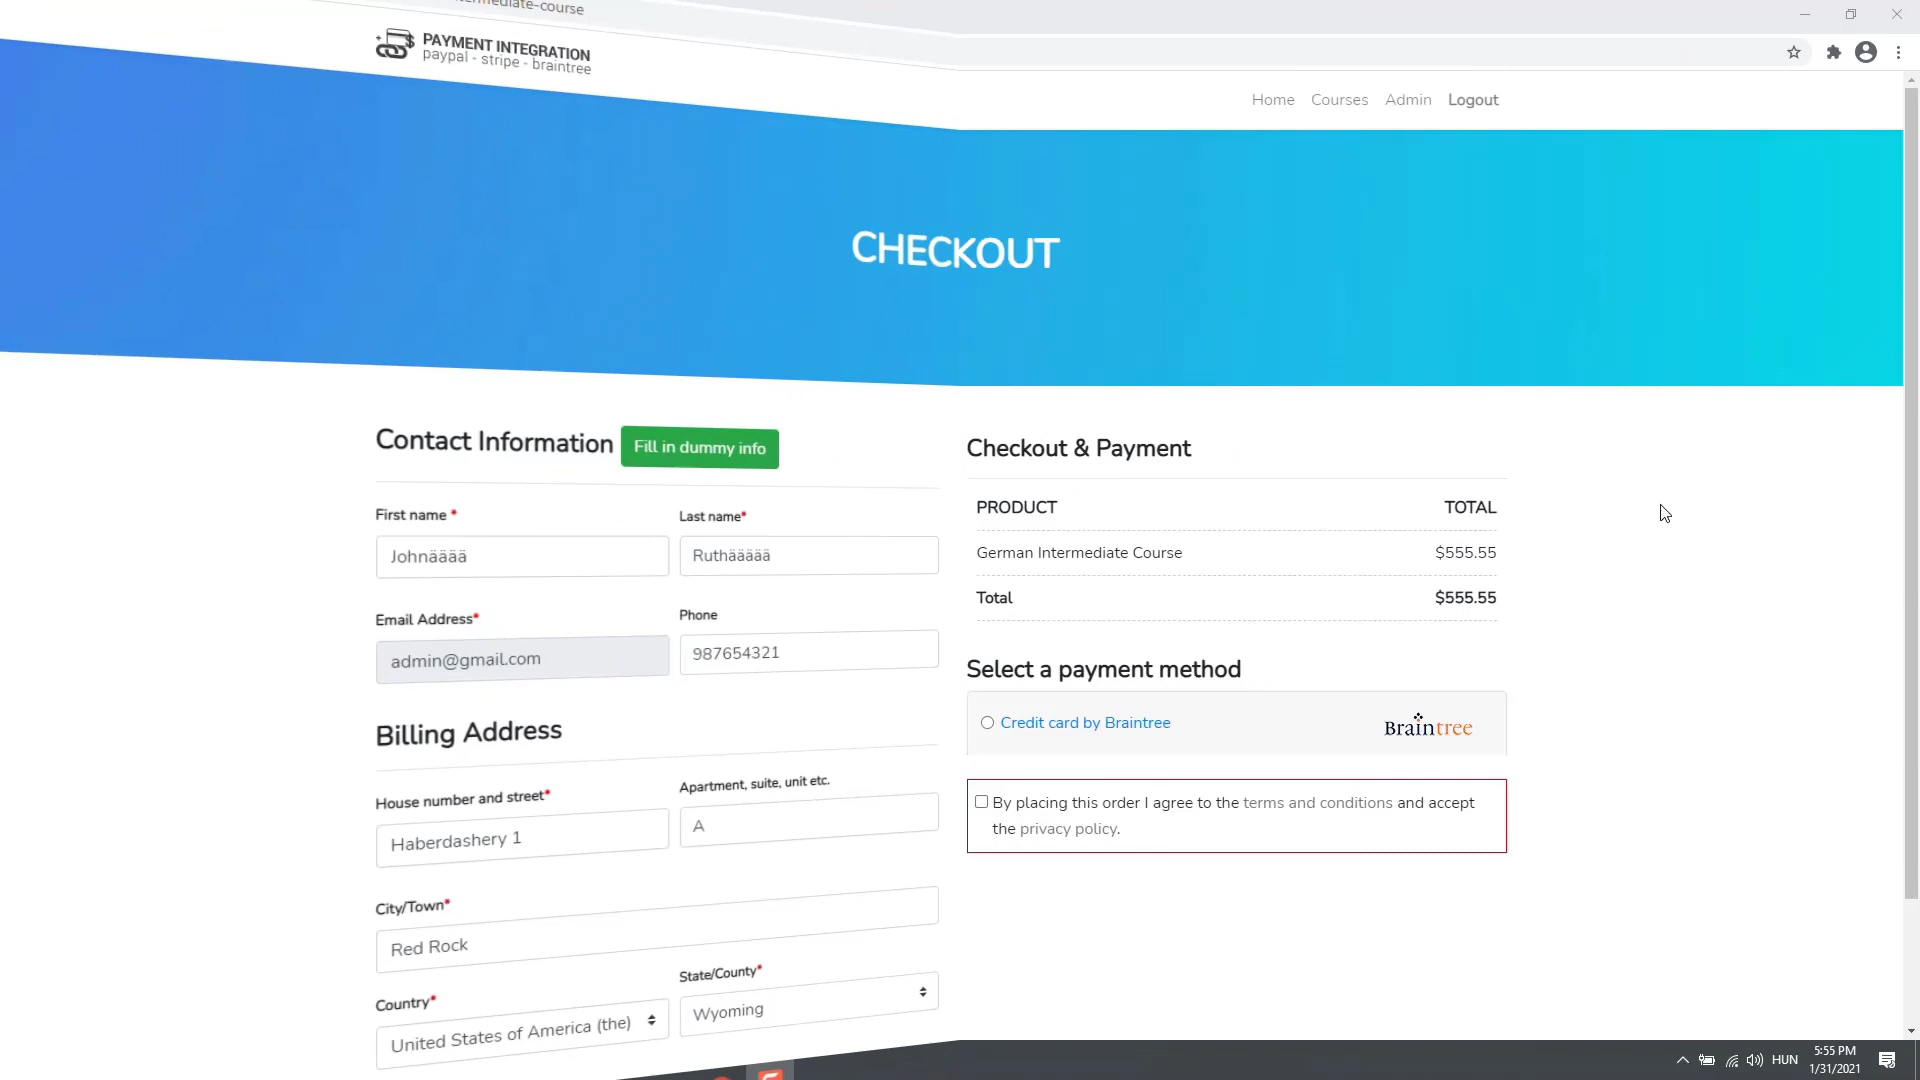 intermediate-course
PAYMENT INTEGRATION
paypal - stripe - braintree
Home Courses Admin Logout
CHECKOUT
Contact Information Fill in dummy info
First name * Last name*
Johnääää Ruthäääää
Email Address* Phone
admin@gmail.com 987654321
Billing Address
House number and street* Apartment, suite, unit etc.
Haberdashery 1 A
City/Town*
Red Rock
Country* State/County*
United States of America (the) Wyoming
Checkout & Payment
PRODUCT TOTAL
German Intermediate Course $555.55
Total $555.55
Select a payment method
Credit card by Braintree Braintree
By placing this order I agree to the terms and conditions and accept
the privacy policy.
HUN 5:55 PM
1/31/2021